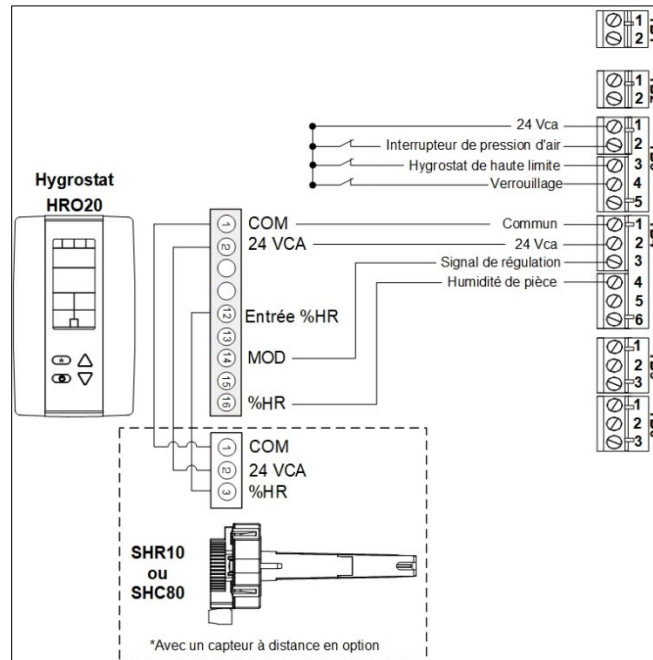 1
2
1
2
24 Vca
1
Interrupteur de pression d'air
2
Hygrostat de haute limite
3
Verrouillage
4
5
Hygrostat
HRO20
1 COM
Commun
1
2 24 VCA
24 Vca
2
Signal de régulation
3
Humidité de pièce
4
5
6
12 Entrée %HR
13
14 MOD
15
16 %HR
1
2
3
1
2
3
1 COM
2 24 VCA
3 %HR
SHR10
ou
SHC80
*Avec un capteur à distance en option